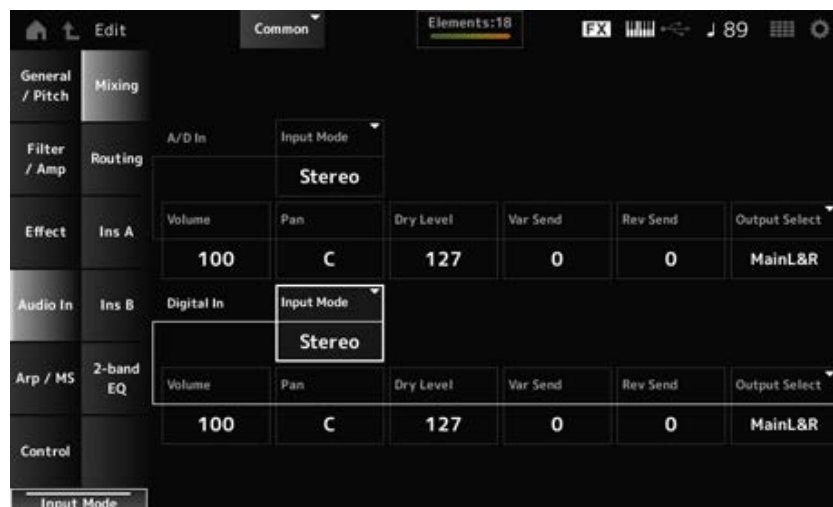 Edit
Common
Elements:18
FX
♩ 89
General / Pitch
Mixing
Filter / Amp
Routing
A/D In
Input Mode
Stereo
Effect
Ins A
Volume
Pan
Dry Level
Var Send
Rev Send
Output Select
100
C
127
0
0
MainL&R
Audio In
Ins B
Digital In
Input Mode
Stereo
Arp / MS
2-band EQ
Volume
Pan
Dry Level
Var Send
Rev Send
Output Select
100
C
127
0
0
MainL&R
Control
Input Mode